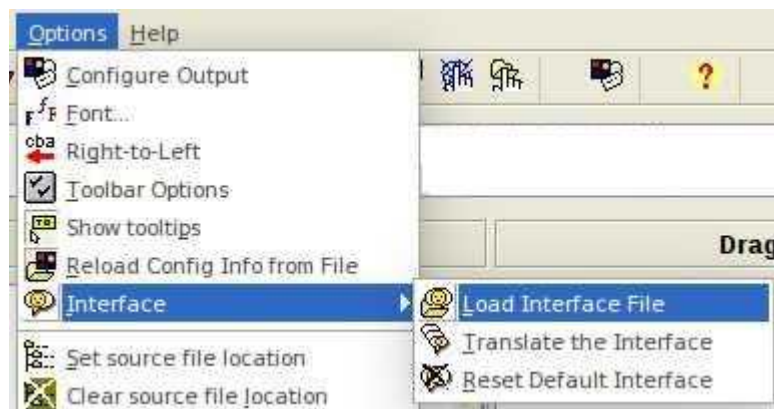 Options Help
Configure Output
Font...
Right-to-Left
Toolbar Options
Show tooltips
Reload Config Info from File
Interface
Set source file location
Clear source file location
Drag
Load Interface File
Translate the Interface
Reset Default Interface